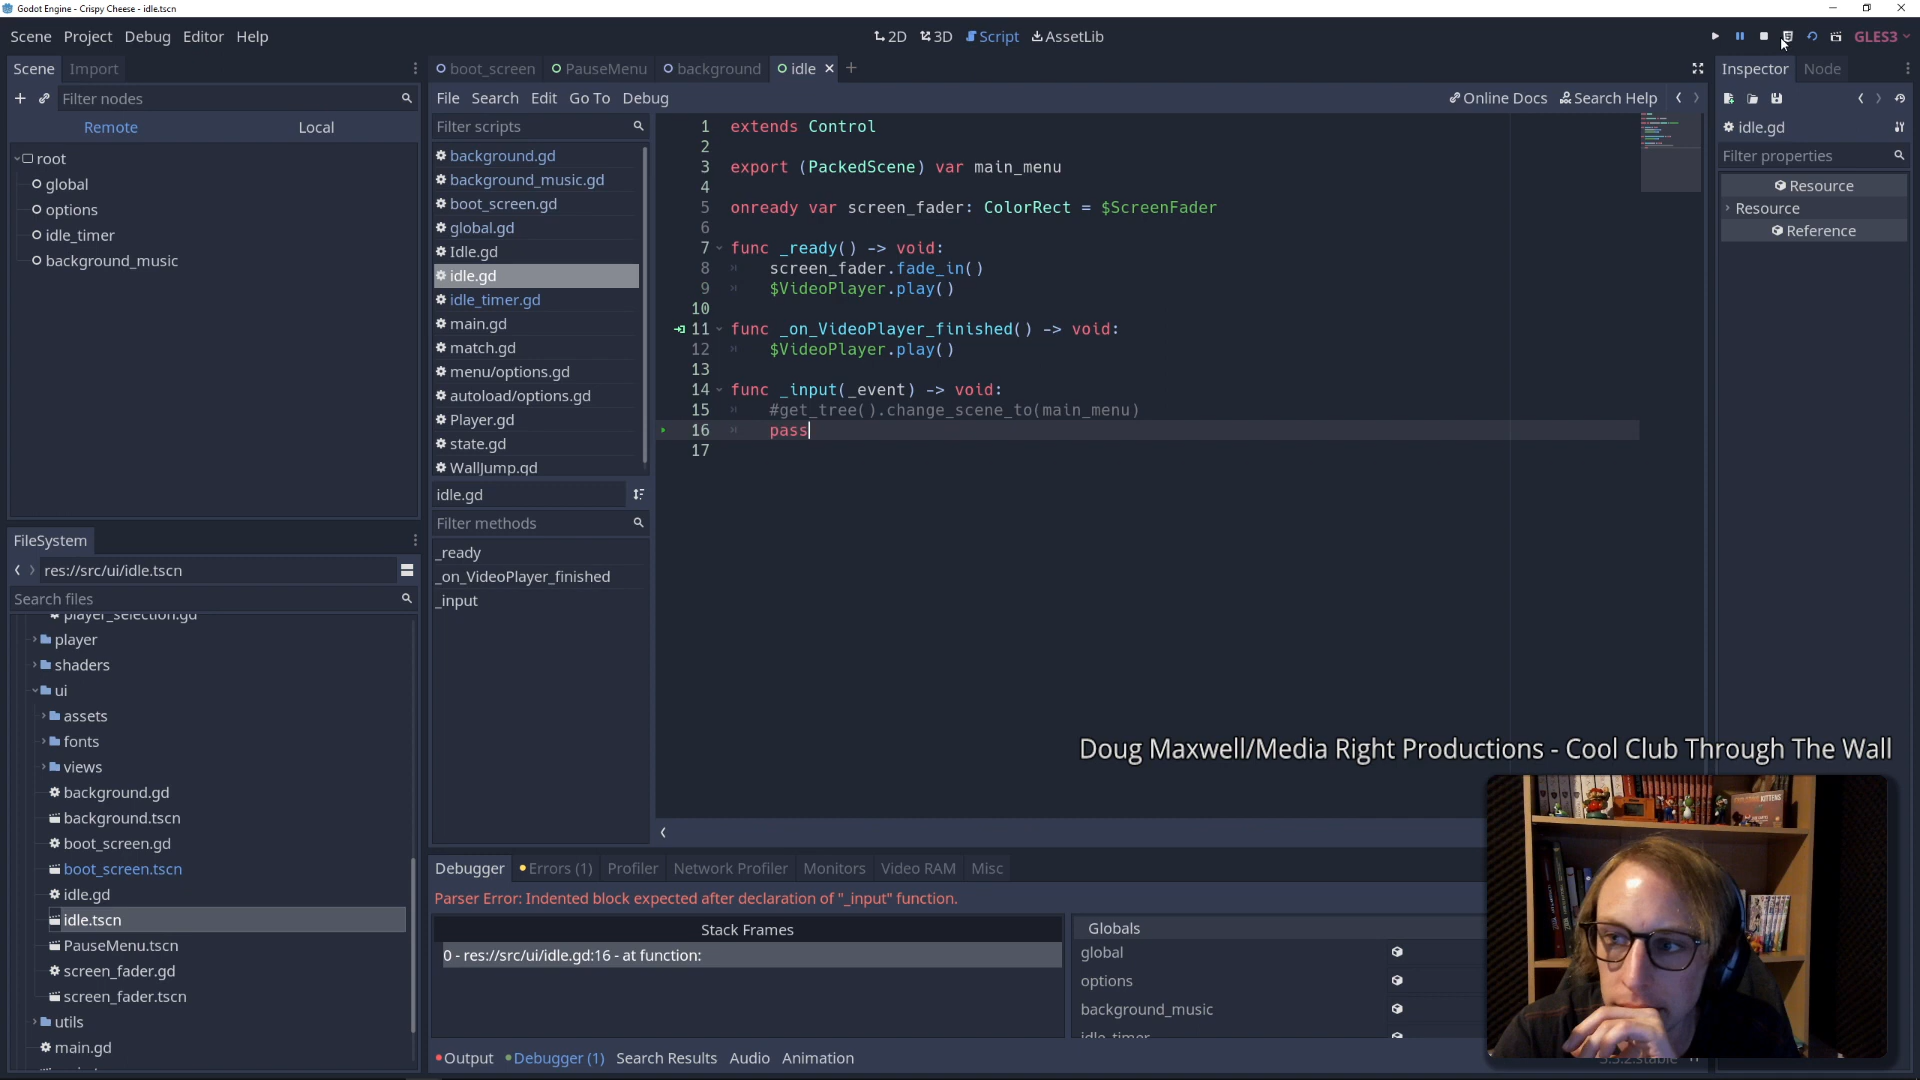 Godot Engine - Crispy Cheese - idle.tscn
Scene Project Debug Editor Help
2D 3D Script AssetLib
GLES3
Scene Import
boot_screen PauseMenu background idle
Inspector Node
Filter nodes
File Search Edit Go To Debug
Online Docs Search Help
Remote Local
Filter scripts
idle.gd
Filter properties
Resource
Resource
Reference
root
global
options
idle_timer
background_music
background.gd
background_music.gd
boot_screen.gd
global.gd
Idle.gd
idle.gd
idle_timer.gd
main.gd
match.gd
menu/options.gd
autoload/options.gd
Player.gd
state.gd
WallJump.gd
idle.gd
Filter methods
_ready
_on_VideoPlayer_finished
_input
1 extends Control
2
3 export (PackedScene) var main_menu
4
5 onready var screen_fader: ColorRect = $ScreenFader
6
7 func _ready() -> void:
8 screen_fader.fade_in()
9 $VideoPlayer.play()
10
11 func _on_VideoPlayer_finished() -> void:
12 $VideoPlayer.play()
13
14 func _input(_event) -> void:
15 #get_tree().change_scene_to(main_menu)
16 pass
17
FileSystem
res://src/ui/idle.tscn
Search files
player_selection.gd
player
shaders
ui
assets
fonts
views
background.gd
background.tscn
boot_screen.gd
boot_screen.tscn
idle.gd
idle.tscn
PauseMenu.tscn
screen_fader.gd
screen_fader.tscn
utils
main.gd
Doug Maxwell/Media Right Productions - Cool Club Through The Wall
Debugger Errors (1) Profiler Network Profiler Monitors Video RAM Misc
Parser Error: Indented block expected after declaration of "_input" function.
Stack Frames
0 - res://src/ui/idle.gd:16 - at function:
Globals
global
options
background_music
idle_timer
Output Debugger (1) Search Results Audio Animation
3.3.2.stable